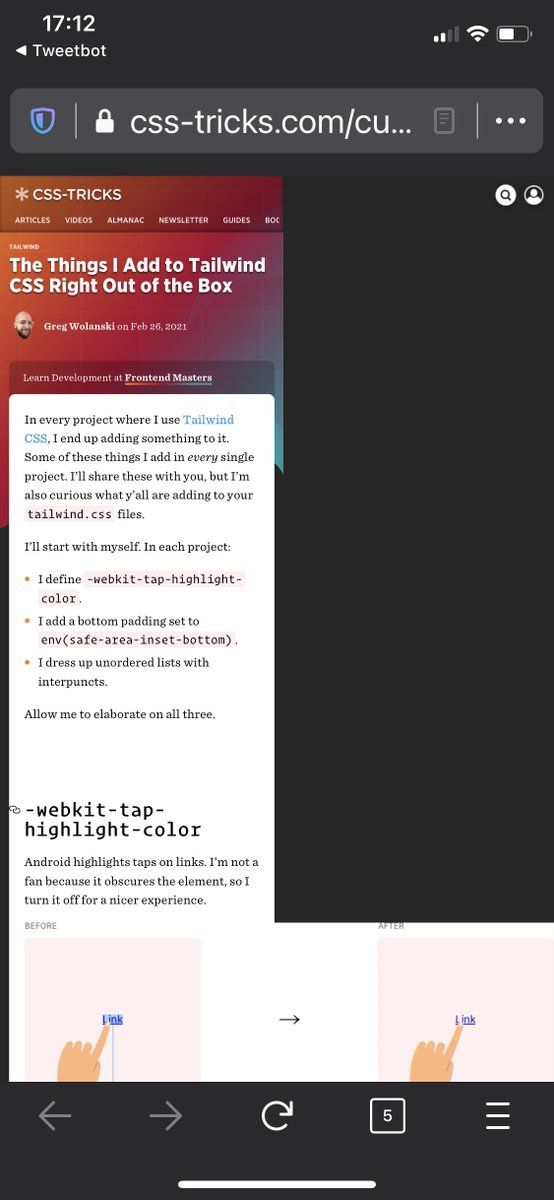 17:12
◀ Tweetbot
css-tricks.com/cu...
CSS-TRICKS
ARTICLES VIDEOS ALMANAC NEWSLETTER GUIDES BOC
TAILWIND
The Things I Add to Tailwind
CSS Right Out of the Box
Greg Wolanski on Feb 26, 2021
Learn Development at Frontend Masters
In every project where I use Tailwind
CSS, I end up adding something to it.
Some of these things I add in every single
project. I’ll share these with you, but I’m
also curious what y’all are adding to your
tailwind.css files.
I’ll start with myself. In each project:
• I define -webkit-tap-highlight-
color.
• I add a bottom padding set to
env(safe-area-inset-bottom).
• I dress up unordered lists with
interpuncts.
Allow me to elaborate on all three.
-webkit-tap-
highlight-color
Android highlights taps on links. I’m not a
fan because it obscures the element, so I
turn it off for a nicer experience.
BEFORE AFTER
Link → Link
5